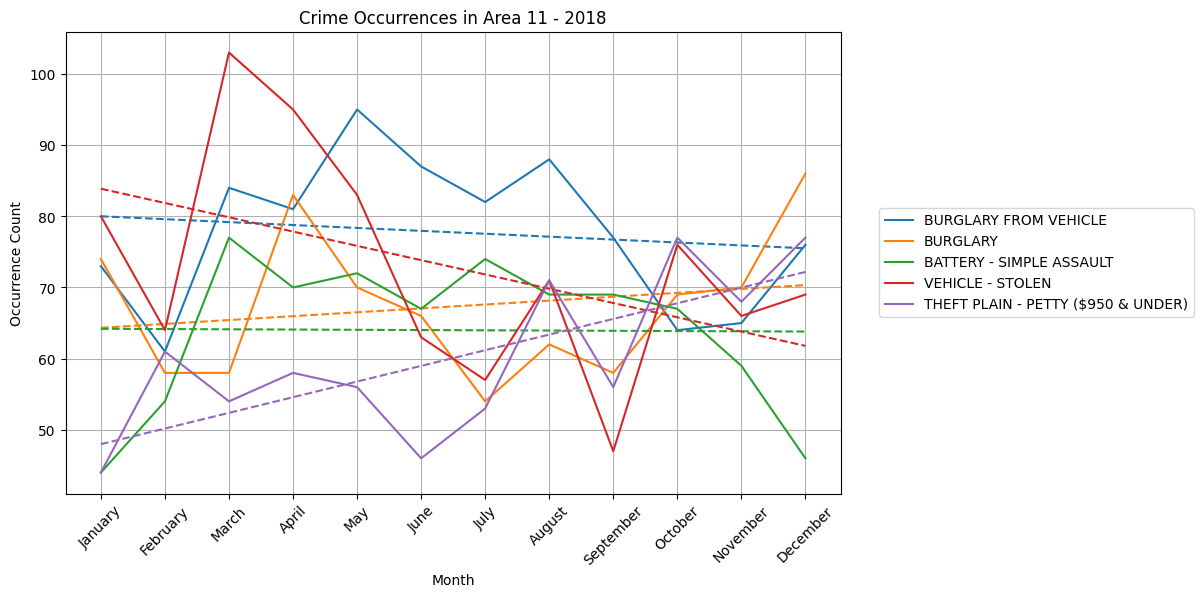 Crime Occurrences in Area 11 - 2018
Occurrence Count
100
90
80
70
60
50
January
February
March
April
May
June
July
August
September
October
November
December
Month
BURGLARY FROM VEHICLE
BURGLARY
BATTERY - SIMPLE ASSAULT
VEHICLE - STOLEN
THEFT PLAIN - PETTY ($950 & UNDER)